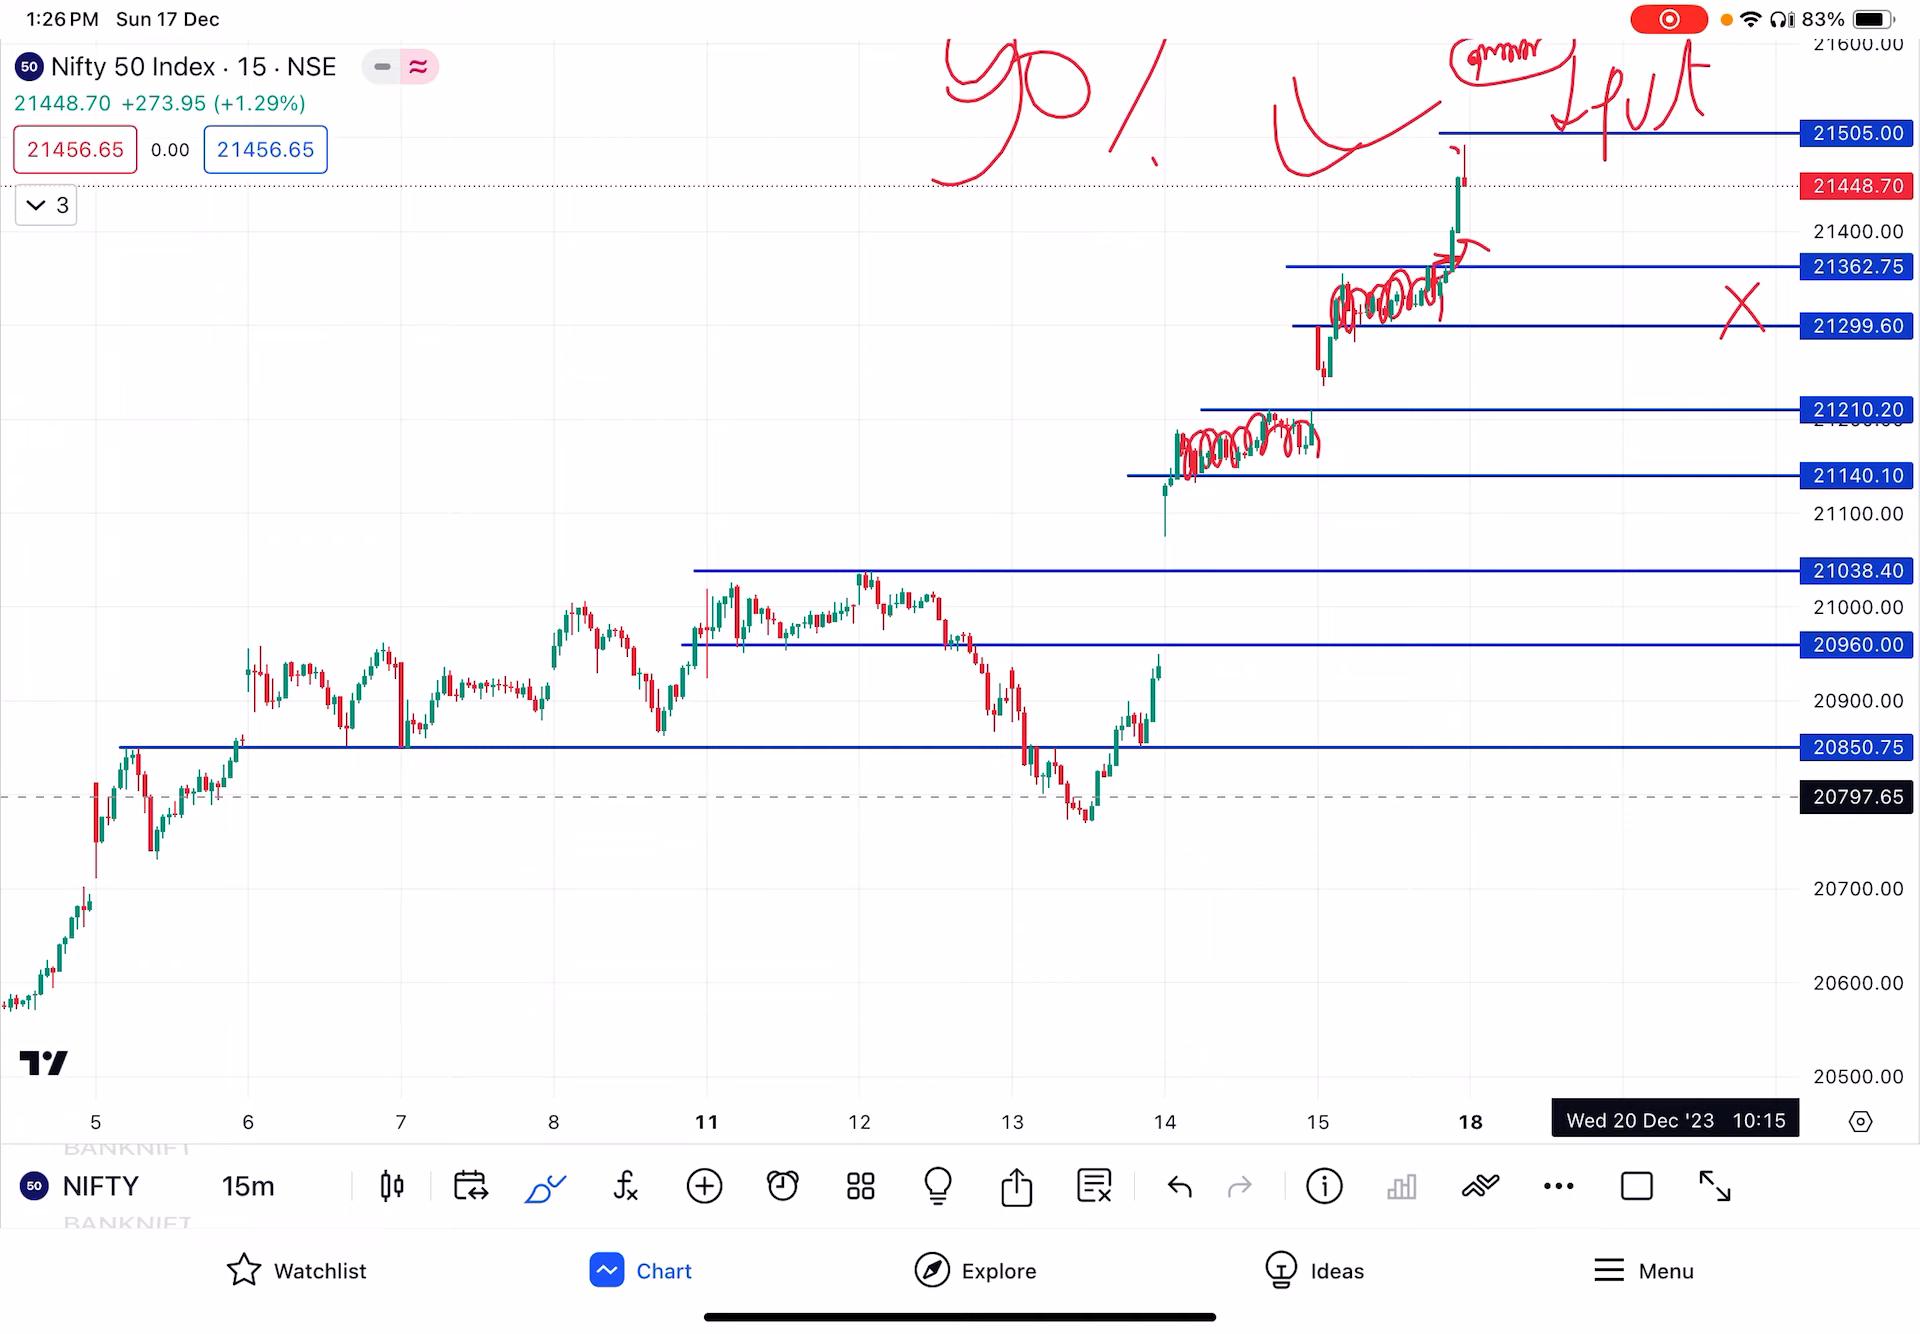 1:26 PM Sun 17 Dec
83%
50 Nifty 50 Index · 15 · NSE
21448.70 +273.95 (+1.29%)
21456.65 0.00 21456.65
3
90%
put
21600.00
21505.00
21448.70
21400.00
21362.75
21299.60
21210.20
21140.10
21100.00
21038.40
21000.00
20960.00
20900.00
20850.75
20797.65
20700.00
20600.00
20500.00
5 6 7 8 11 12 13 14 15 18 Wed 20 Dec '23 10:15
BANKNIFT
50 NIFTY 15m
BANKNIFT
Watchlist Chart Explore Ideas Menu